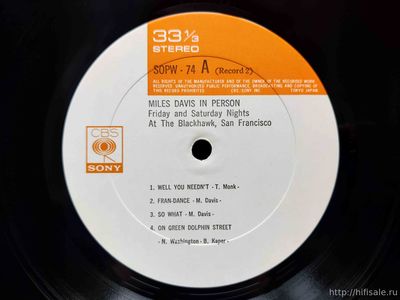 33 1/3
STEREO
SOPW - 74 A (Record 2)
ALL RIGHTS OF THE MANUFACTURER AND OF THE OWNER OF THE RECORDED WORK
RESERVED. UNAUTHORIZED PUBLIC PERFORMANCE, BROADCASTING AND COPYING OF
THIS RECORD PROHIBITED CBS/SONY INC TOKYO JAPAN
MILES DAVIS IN PERSON
Friday and Saturday Nights
At The Blackhawk, San Francisco
CBS
SONY
1. WELL YOU NEEDN'T - T. Monk -
2. FRAN-DANCE - M. Davis -
3. SO WHAT - M. Davis -
4. ON GREEN DOLPHIN STREET
- N. Washington - B. Kaper -
http://hifisale.ru